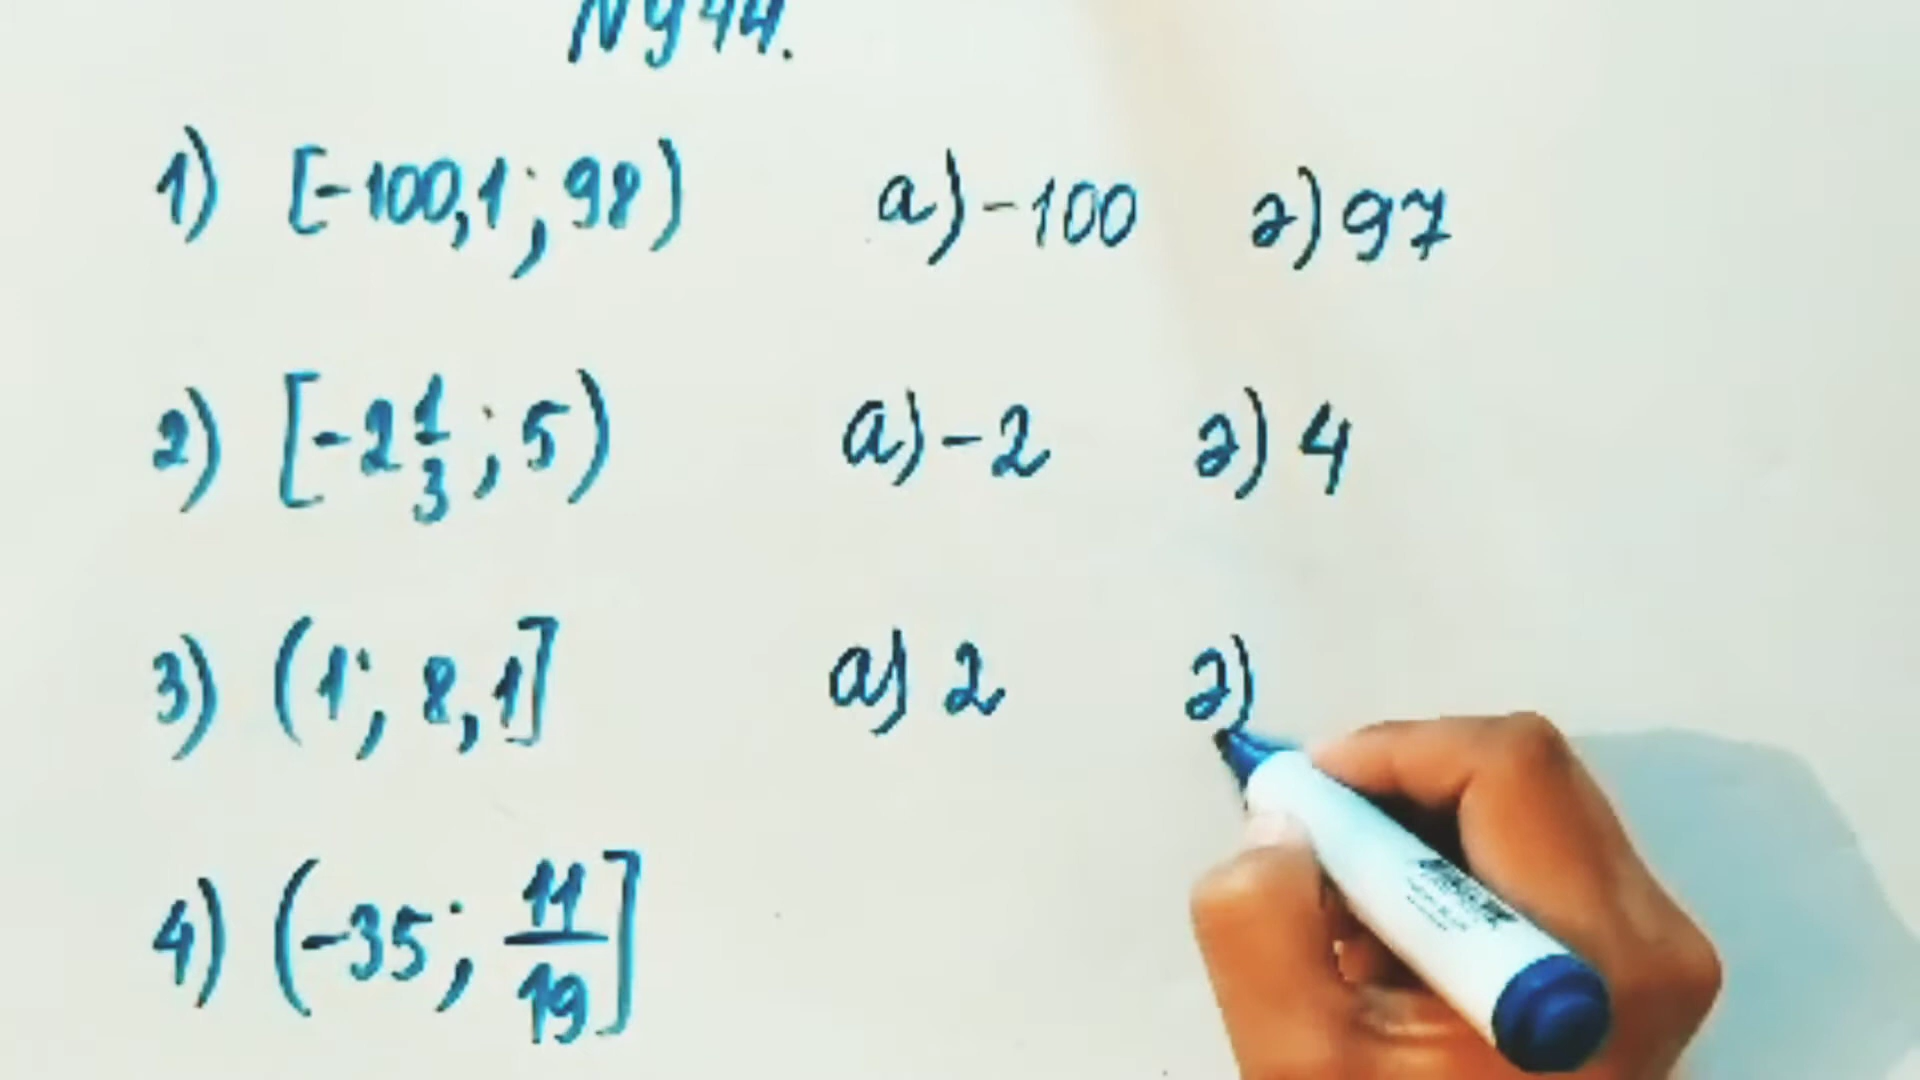 N944.
1) [-100,1; 98) а) -100 ә) 97
2) [-2 1/3; 5) а) -2 ә) 4
3) (1; 8,1] а) 2 ә)
4) (-35; 11/19]